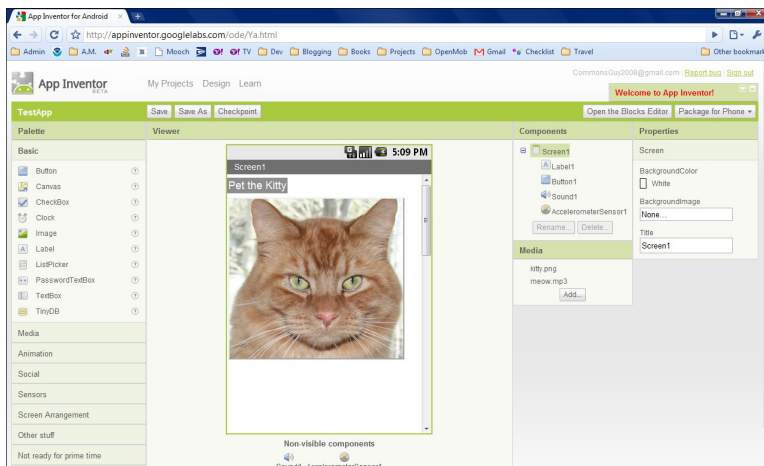 App Inventor for Android
http://appinventor.googlelabs.com/ode/Ya.html
Admin
A.M.
Mooch
TV
Dev
Blogging
Books
Projects
OpenMob
Gmail
Checklist
Travel
Other bookmark
App Inventor
BETA
My Projects Design Learn
CommonsGuy2008@gmail.com | Report bug | Sign out
Welcome to App Inventor!
TestApp
Save Save As Checkpoint
Open the Blocks Editor Package for Phone
Palette
Basic
Button
Canvas
CheckBox
Clock
Image
Label
ListPicker
PasswordTextBox
TextBox
TinyDB
Media
Animation
Social
Sensors
Screen Arrangement
Other stuff
Not ready for prime time
Viewer
5:09 PM
Screen1
Pet the Kitty
Non-visible components
Sound1 AccelerometerSensor1
Components
Screen1
Label1
Button1
Sound1
AccelerometerSensor1
Rename... Delete...
Media
kitty.png
meow.mp3
Add...
Properties
Screen
BackgroundColor
White
BackgroundImage
None...
Title
Screen1